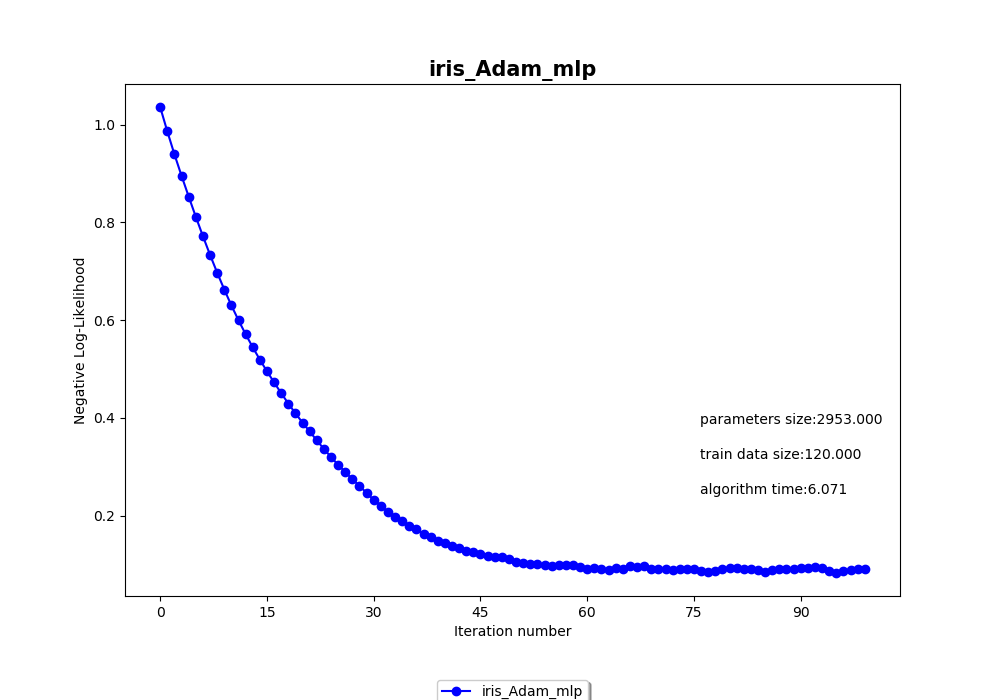 iris_Adam_mlp
1.0
0.8
0.6
0.4
0.2
Negative Log-Likelihood
parameters size:2953.000
train data size:120.000
algorithm time:6.071
0 15 30 45 60 75 90
Iteration number
iris_Adam_mlp